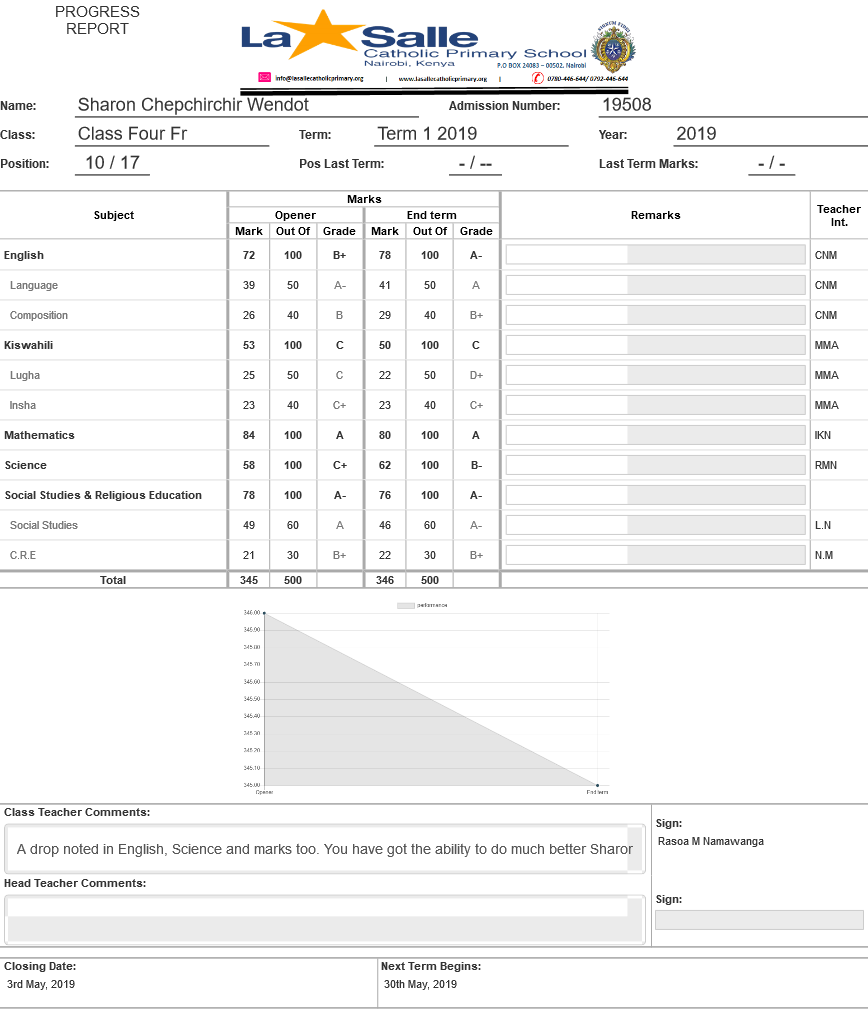 PROGRESS
REPORT
La Salle
Catholic Primary School
Nairobi, Kenya
P.O BOX 24083 – 00502, Nairobi
info@lasallecatholicprimary.org | www.lasallecatholicprimary.org | 0780-446-644/ 0792-446-644
Name: Sharon Chepchirchir Wendot Admission Number: 19508
Class: Class Four Fr Term: Term 1 2019 Year: 2019
Position: 10 / 17 Pos Last Term: - / -- Last Term Marks: - / -
Marks
Subject Opener End term Remarks Teacher Int.
Mark Out Of Grade Mark Out Of Grade
English 72 100 B+ 78 100 A- CNM
Language 39 50 A- 41 50 A CNM
Composition 26 40 B 29 40 B+ CNM
Kiswahili 53 100 C 50 100 C MMA
Lugha 25 50 C 22 50 D+ MMA
Insha 23 40 C+ 23 40 C+ MMA
Mathematics 84 100 A 80 100 A IKN
Science 58 100 C+ 62 100 B- RMN
Social Studies & Religious Education 78 100 A- 76 100 A-
Social Studies 49 60 A 46 60 A- L.N
C.R.E 21 30 B+ 22 30 B+ N.M
Total 345 500 346 500
performance
346.00
345.90
345.80
345.70
345.60
345.50
345.40
345.30
345.20
345.10
345.00
Opener End term
Class Teacher Comments:
Sign:
A drop noted in English, Science and marks too. You have got the ability to do much better Sharor
Rasoa M Namawanga
Head Teacher Comments:
Sign:
Closing Date: Next Term Begins:
3rd May, 2019 30th May, 2019